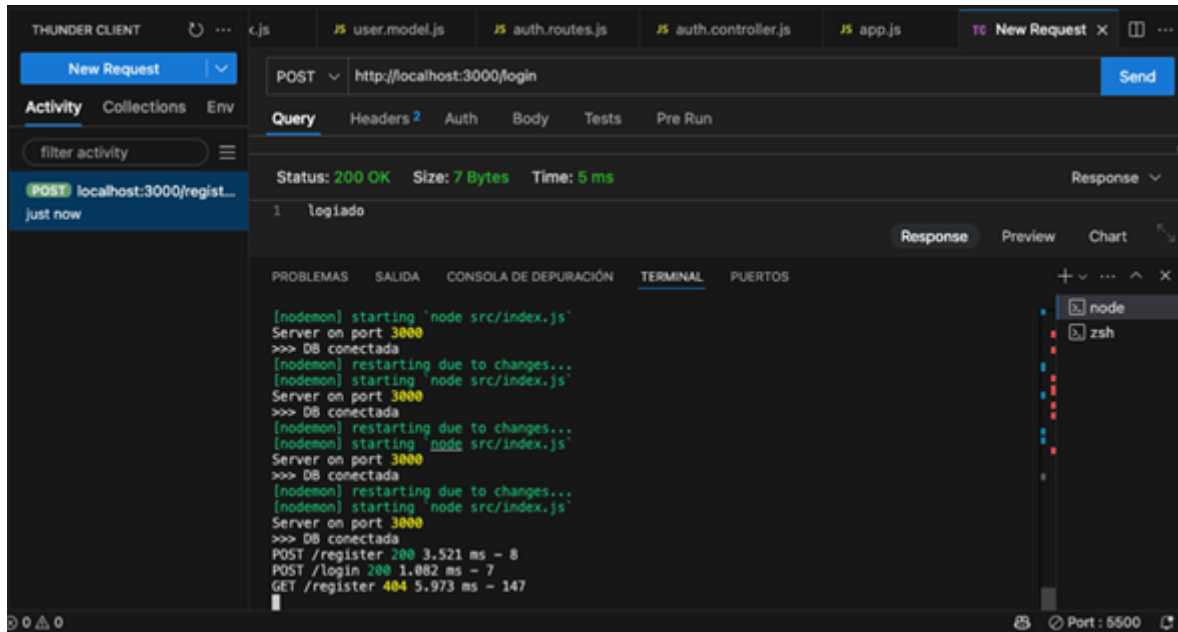 THUNDER CLIENT
x.js
JS user.model.js
JS auth.routes.js
JS auth.controller.js
JS app.js
TC New Request
New Request
POST http://localhost:3000/login Send
Activity Collections Env
Query Headers 2 Auth Body Tests Pre Run
filter activity
Status: 200 OK Size: 7 Bytes Time: 5 ms Response
POST localhost:3000/regist...
just now
1 logiado
Response Preview Chart
PROBLEMAS SALIDA CONSOLA DE DEPURACIÓN TERMINAL PUERTOS
node
zsh
[nodemon] starting `node src/index.js`
Server on port 3000
>>> DB conectada
[nodemon] restarting due to changes...
[nodemon] starting `node src/index.js`
Server on port 3000
>>> DB conectada
[nodemon] restarting due to changes...
[nodemon] starting `node src/index.js`
Server on port 3000
>>> DB conectada
[nodemon] restarting due to changes...
[nodemon] starting `node src/index.js`
Server on port 3000
>>> DB conectada
POST /register 200 3.521 ms - 8
POST /login 200 1.082 ms - 7
GET /register 404 5.973 ms - 147
0 0
Port : 5500